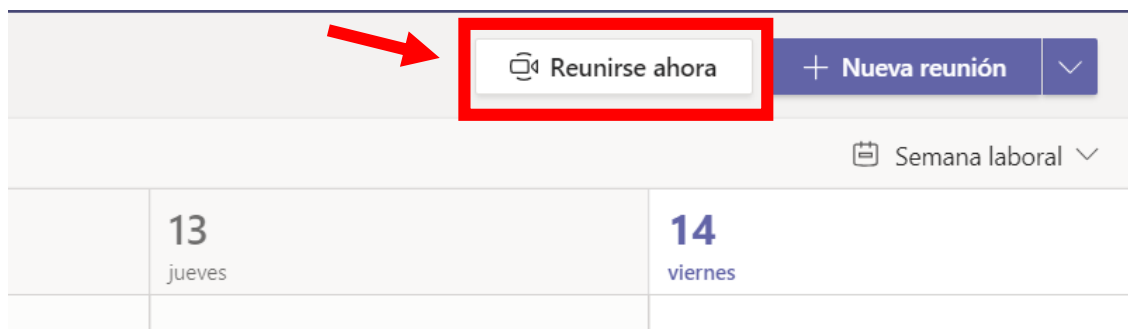 Reunirse ahora
+ Nueva reunión
Semana laboral
13
jueves
14
viernes